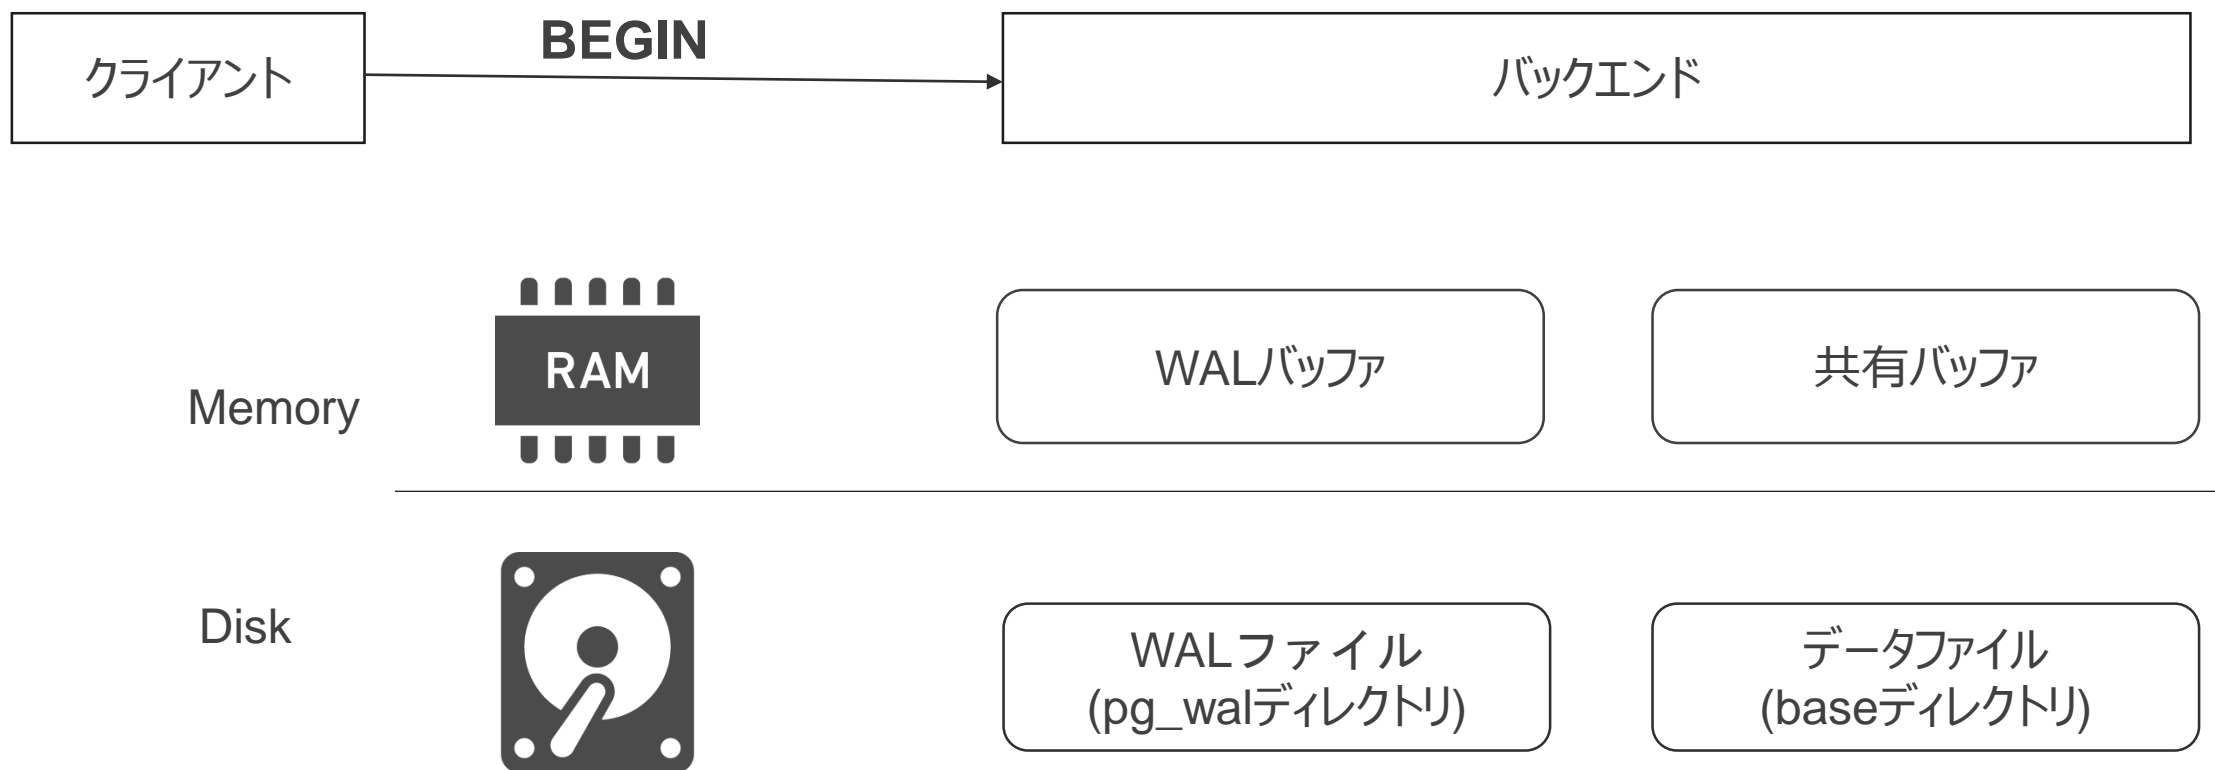 クライアント
BEGIN
バックエンド
RAM
Memory
WALバッファ
共有バッファ
Disk
WALファイル
(pg_walディレクトリ)
データファイル
(baseディレクトリ)